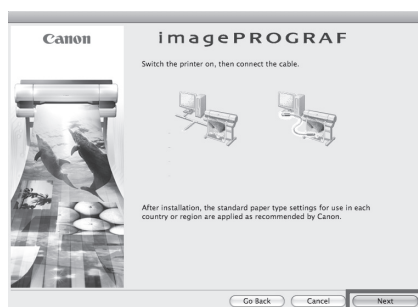 Canon
imagePROGRAF
Switch the printer on, then connect the cable.
After installation, the standard paper type settings for use in each
country or region are applied as recommended by Canon.
Go Back
Cancel
Next